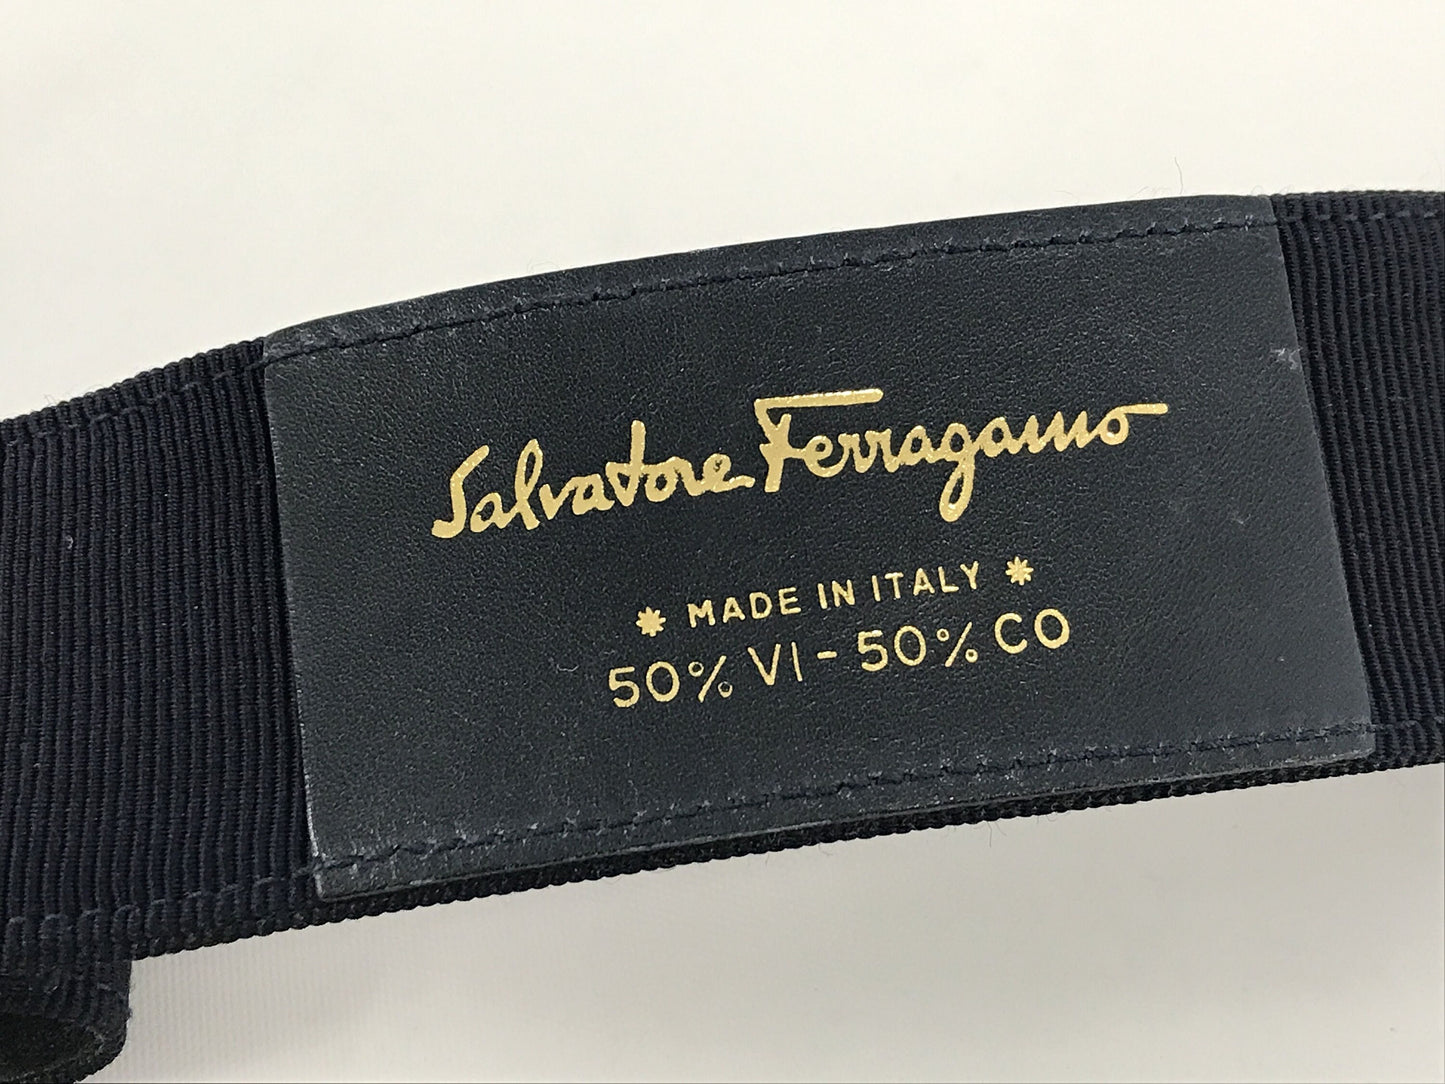 Salvatore Ferragamo
* MADE IN ITALY *
50% VI - 50% CO